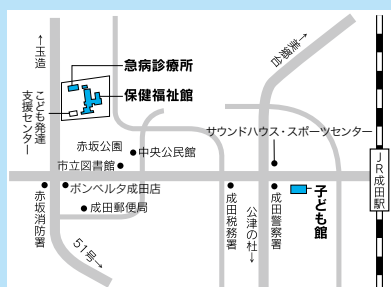 ←玉造
急病診療所
保健福祉館
こども発達
支援センター
←美郷台
赤坂公園
中央公民館
市立図書館
サウンドハウス・スポーツセンター
JR成田駅
ボンベルタ成田店
成田郵便局
赤坂消防署
51号→
成田税務署
公津の杜→
成田警察署
子ども館